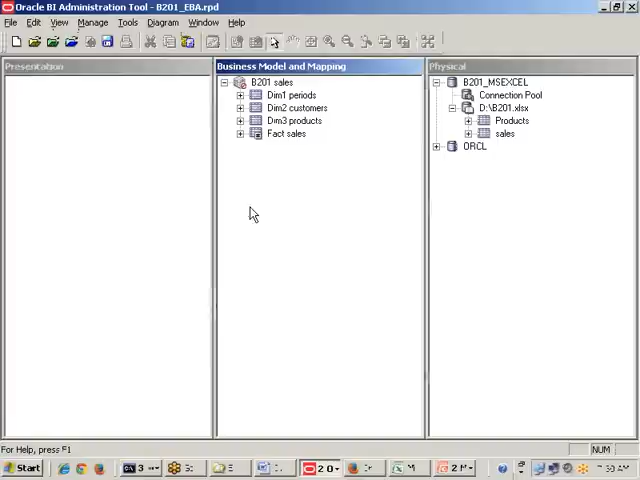 Oracle BI Administration Tool - B201_EBA.rpd
File Edit View Manage Tools Diagram Window Help
Presentation
Business Model and Mapping
Physical
B201 sales
Dim1 periods
Dim2 customers
Dim3 products
Fact sales
B201_MSEXCEL
Connection Pool
D:\B201.xlsx
Products
sales
ORCL
For Help, press F1
NUM
Start
2 O